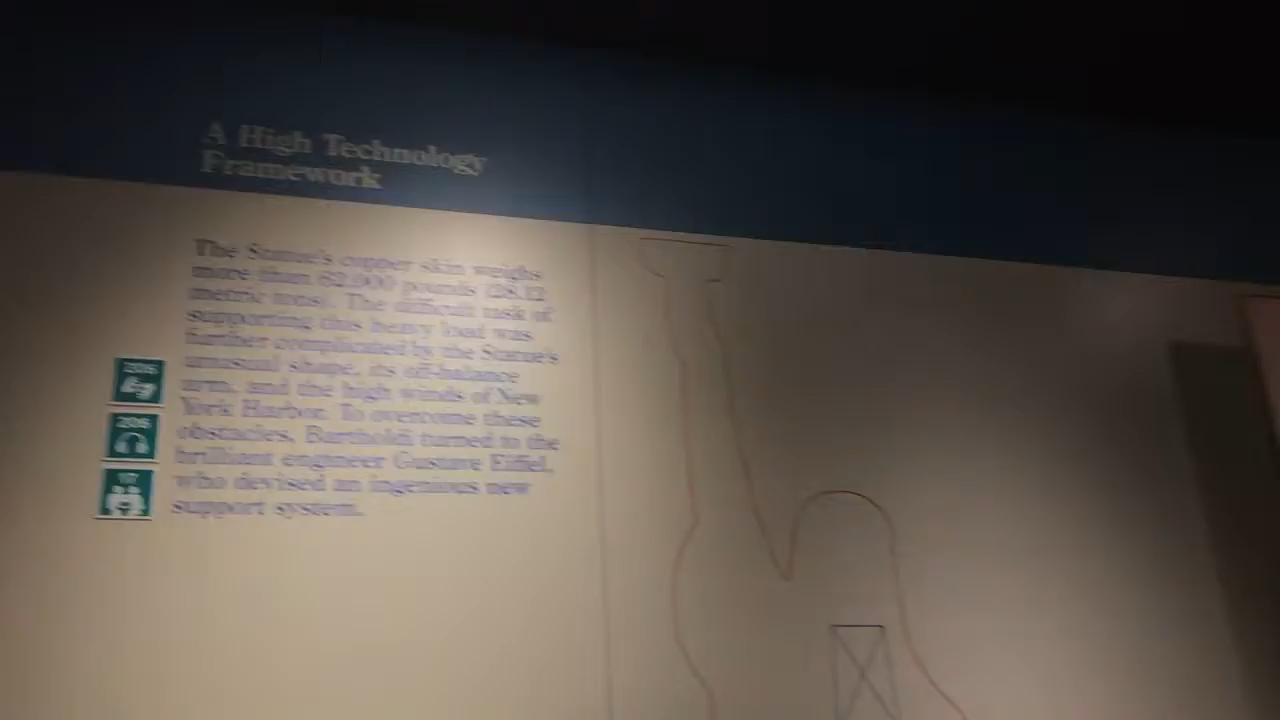 A High Technology
Framework
The Statue's copper skin weighs
more than 62,000 pounds (28.12
metric tons). The difficult task of
supporting this heavy load was
further complicated by the Statue's
unusual shape, its off-balance
arm, and the high winds of New
York Harbor. To overcome these
obstacles, Bartholdi turned to the
brilliant engineer Gustave Eiffel,
who devised an ingenious new
support system.
206
206